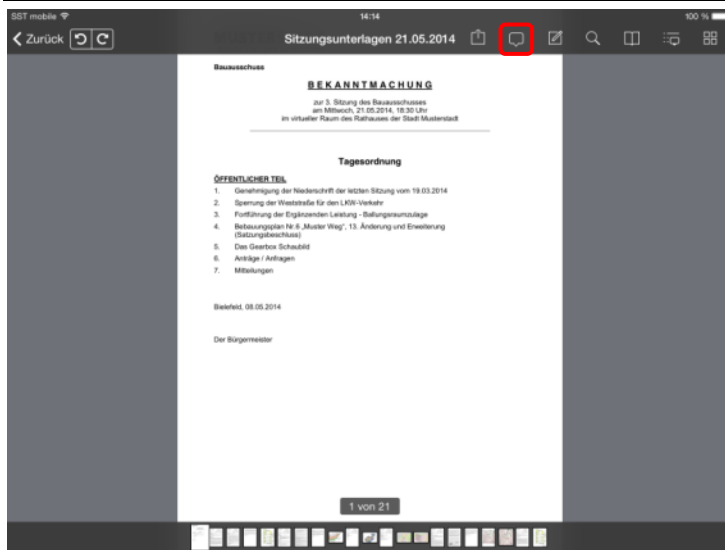 SST mobile 14:14 100 %
Zurück Sitzungsunterlagen 21.05.2014
Bauausschuss
BEKANNTMACHUNG
zur 3. Sitzung des Bauausschusses
am Mittwoch, 21.05.2014, 18:30 Uhr
im virtueller Raum des Rathauses der Stadt Musterstadt
Tagesordnung
ÖFFENTLICHER TEIL
1. Genehmigung der Niederschrift der letzten Sitzung vom 19.03.2014
2. Sperrung der Weststraße für den LKW-Verkehr
3. Fortführung der Ergänzenden Leistung - Ballungsraumzulage
4. Bebauungsplan Nr.6 „Muster Weg", 13. Änderung und Erweiterung
(Satzungsbeschluss)
5. Das Gearbox Schaubild
6. Anträge / Anfragen
7. Mitteilungen
Bielefeld, 08.05.2014
Der Bürgermeister
1 von 21